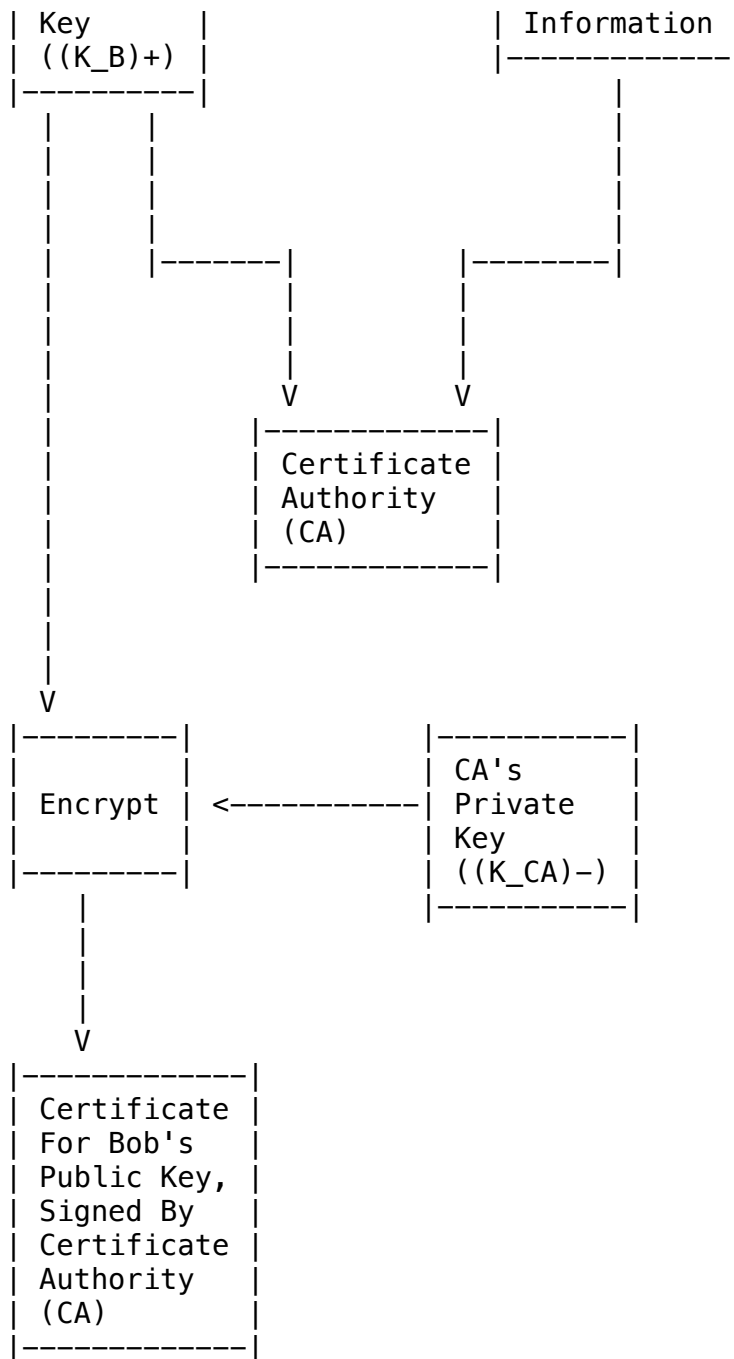 Key
((K_B)+)
Information
Certificate
Authority
(CA)
Encrypt
CA's
Private
Key
((K_CA)−)
Certificate
For Bob's
Public Key,
Signed By
Certificate
Authority
(CA)